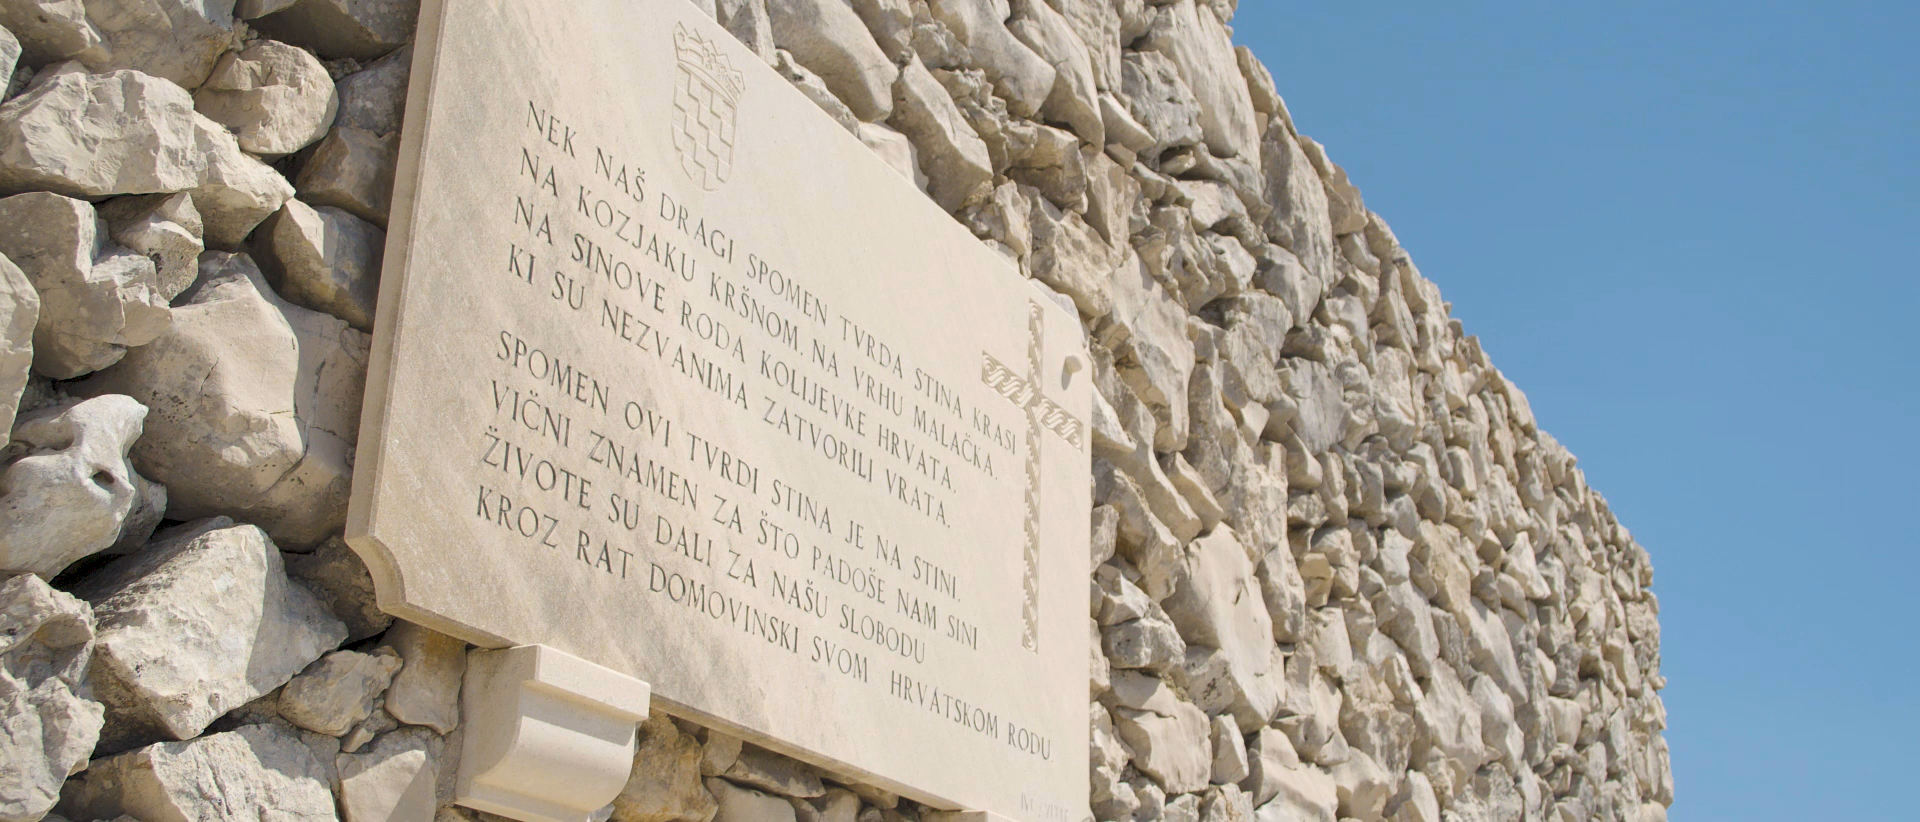 NEK NAŠ DRAGI SPOMEN TVRDA STINA KRASI
NA KOZJAKU KRŠNOM, NA VRHU MALAČKA.
NA SINOVE RODA KOLIJEVKE HRVATA.
KI SU NEZVANIMA ZATVORILI VRATA.
SPOMEN OVI TVRDI STINA JE NA STINI.
VIČNI ZNAMEN ZA ŠTO PADOŠE NAM SINI
ŽIVOTE SU DALI ZA NAŠU SLOBODU
KROZ RAT DOMOVINSKI SVOM HRVATSKOM RODU